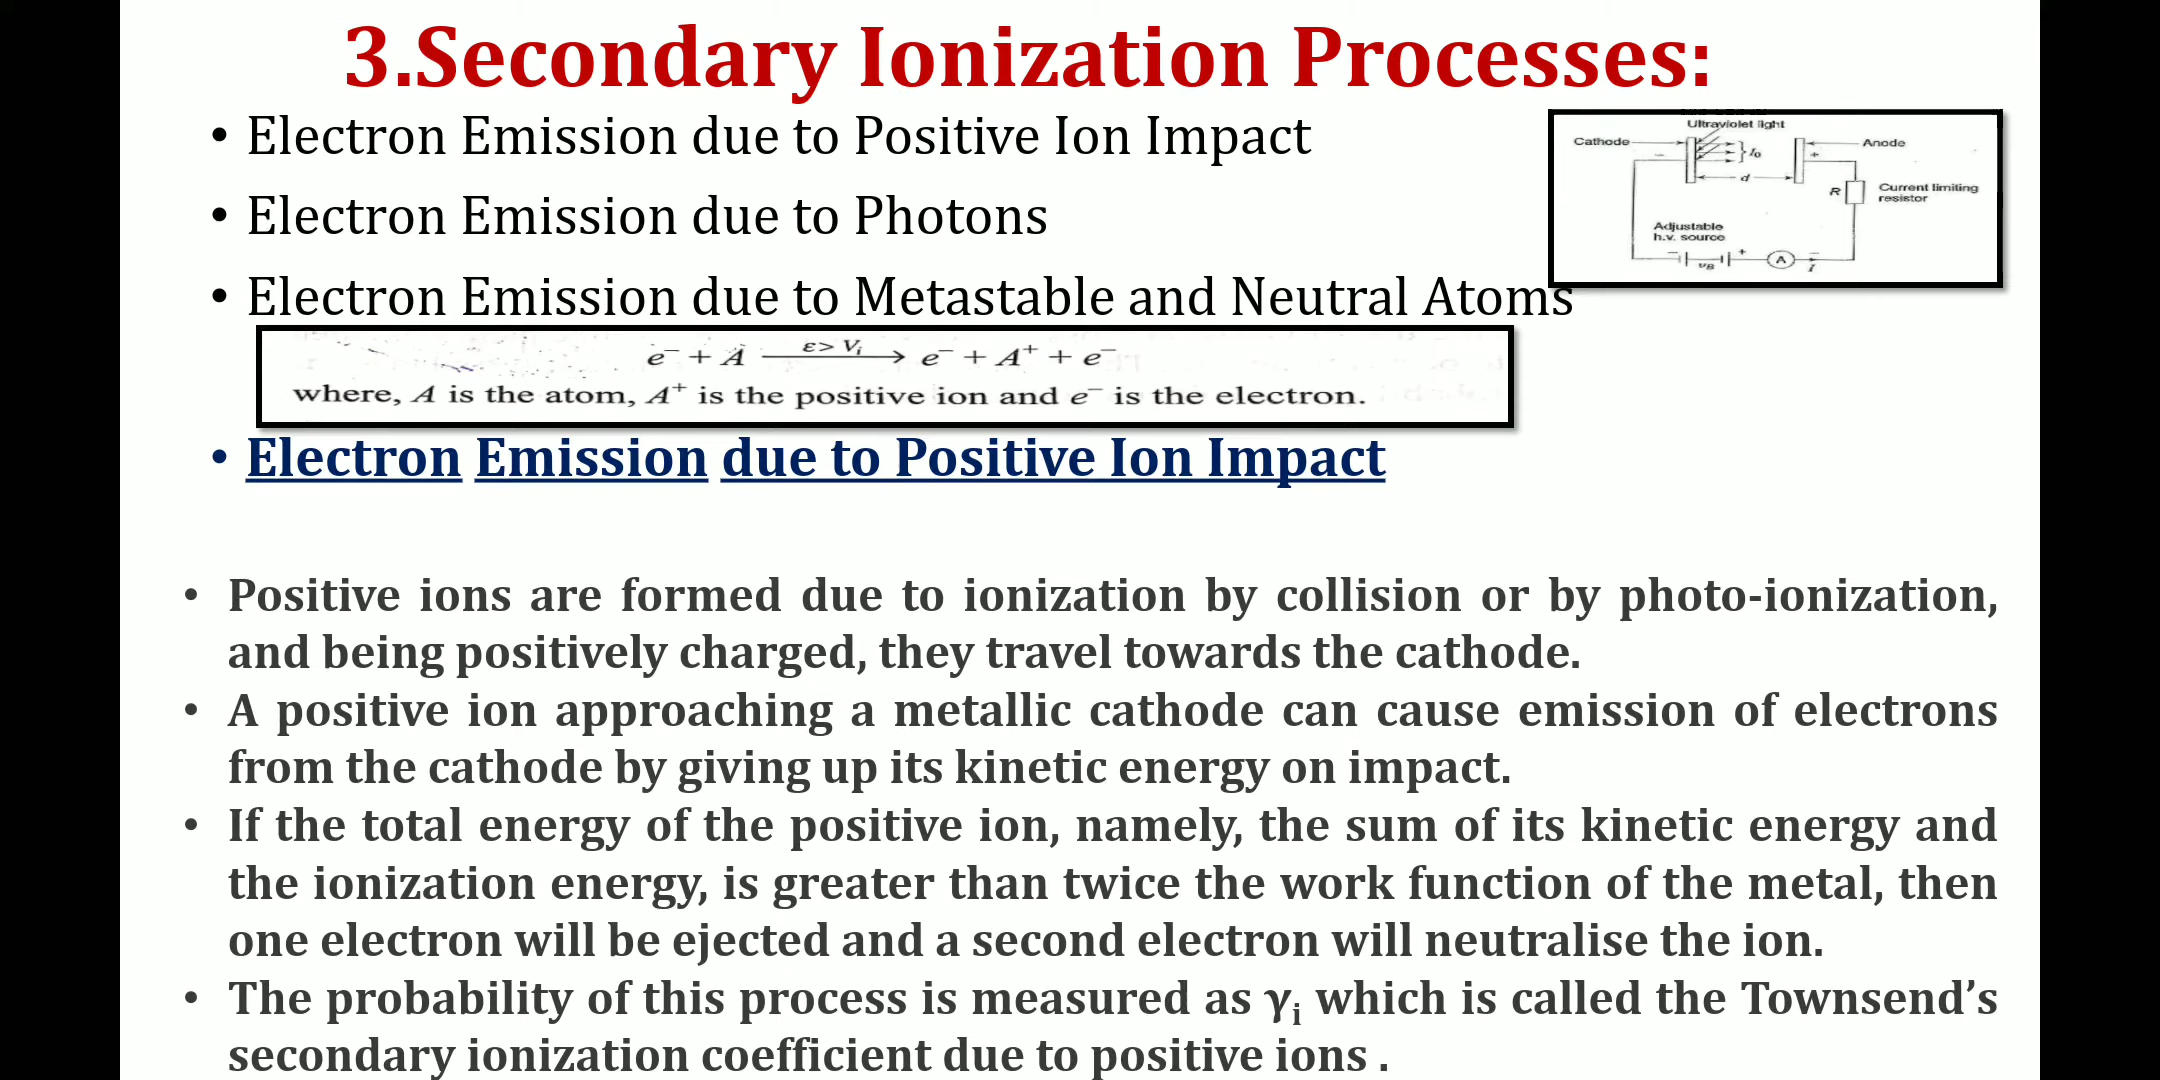 3.Secondary Ionization Processes:
• Electron Emission due to Positive Ion Impact
• Electron Emission due to Photons
• Electron Emission due to Metastable and Neutral Atoms
Ultraviolet light
Cathode
Anode
− } I₀ +
d
R
Current limiting
resistor
Adjustable
h.v. source
− + −
vB A I
e⁻ + A ε> Vᵢ → e⁻ + A⁺ + e⁻
where, A is the atom, A⁺ is the positive ion and e⁻ is the electron.
• Electron Emission due to Positive Ion Impact
• Positive ions are formed due to ionization by collision or by photo-ionization,
and being positively charged, they travel towards the cathode.
• A positive ion approaching a metallic cathode can cause emission of electrons
from the cathode by giving up its kinetic energy on impact.
• If the total energy of the positive ion, namely, the sum of its kinetic energy and
the ionization energy, is greater than twice the work function of the metal, then
one electron will be ejected and a second electron will neutralise the ion.
• The probability of this process is measured as γᵢ which is called the Townsend’s
secondary ionization coefficient due to positive ions .